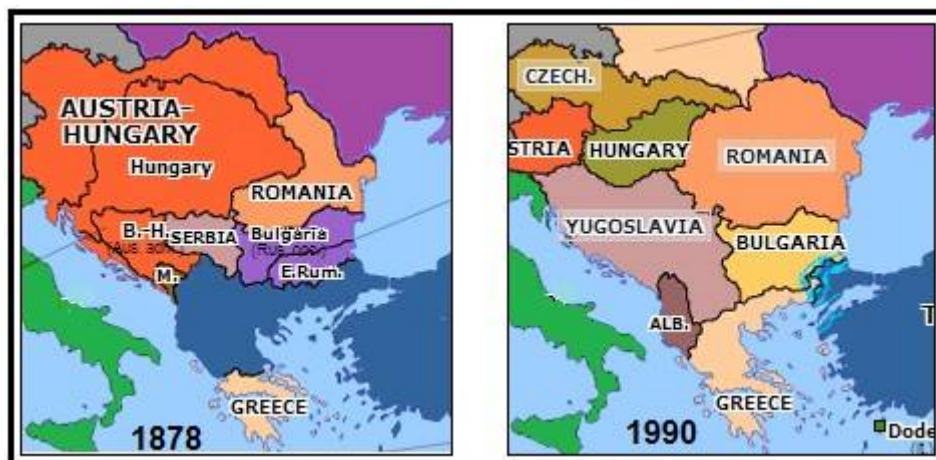 AUSTRIA-
HUNGARY
Hungary
ROMANIA
B.-H.
SERBIA
Bulgaria
E.Rum.
M.
GREECE
1878
CZECH.
STRIA
HUNGARY
ROMANIA
YUGOSLAVIA
BULGARIA
T
ALB.
GREECE
1990
Dode